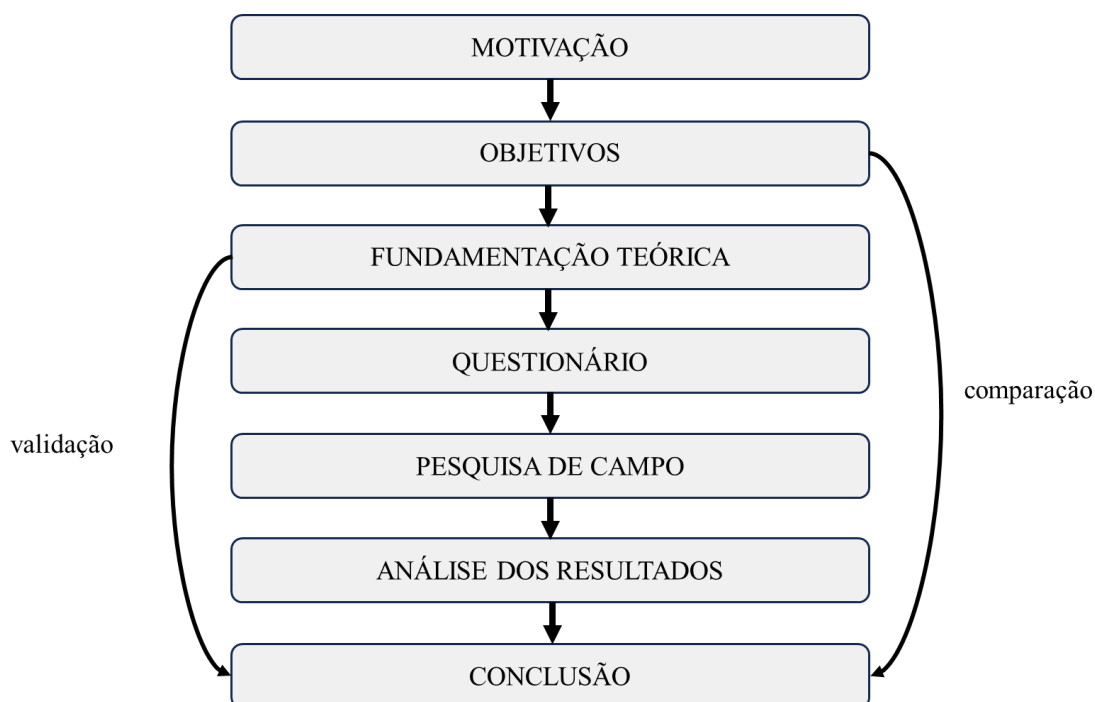 MOTIVAÇÃO
OBJETIVOS
FUNDAMENTAÇÃO TEÓRICA
QUESTIONÁRIO
comparação
validação
PESQUISA DE CAMPO
ANÁLISE DOS RESULTADOS
CONCLUSÃO